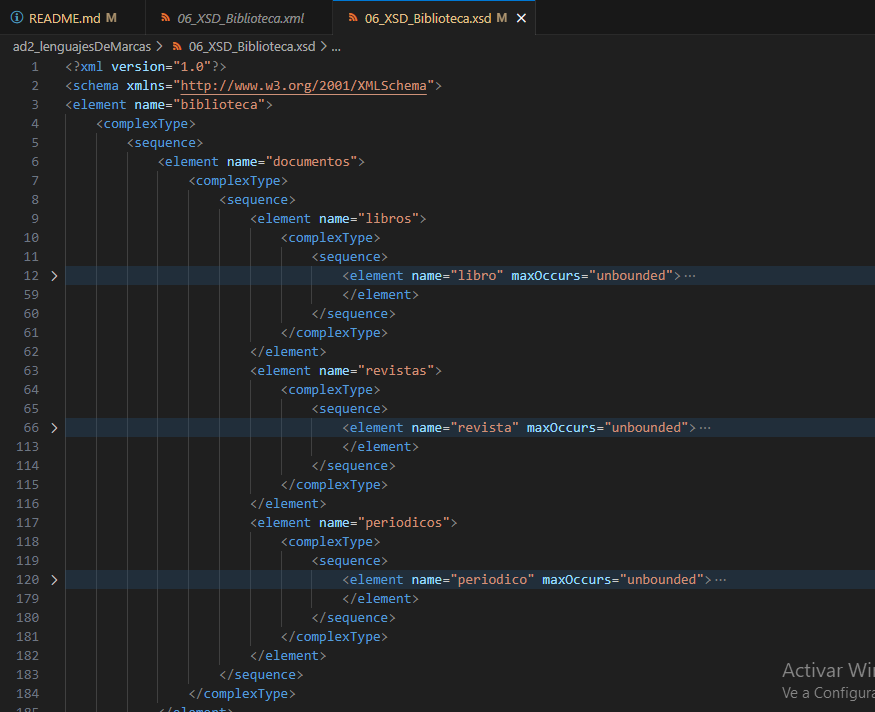 README.md M 06_XSD_Biblioteca.xml 06_XSD_Biblioteca.xsd M
ad2_lenguajesDeMarcas > 06_XSD_Biblioteca.xsd > ...
1 <?xml version="1.0"?>
2 <schema xmlns="http://www.w3.org/2001/XMLSchema">
3 <element name="biblioteca">
4 <complexType>
5 <sequence>
6 <element name="documentos">
7 <complexType>
8 <sequence>
9 <element name="libros">
10 <complexType>
11 <sequence>
12 <element name="libro" maxOccurs="unbounded">...
59 </element>
60 </sequence>
61 </complexType>
62 </element>
63 <element name="revistas">
64 <complexType>
65 <sequence>
66 <element name="revista" maxOccurs="unbounded">...
113 </element>
114 </sequence>
115 </complexType>
116 </element>
117 <element name="periodicos">
118 <complexType>
119 <sequence>
120 <element name="periodico" maxOccurs="unbounded">...
179 </element>
180 </sequence>
181 </complexType>
182 </element>
183 </sequence>
184 </complexType>
185 </element>
Activar Win
Ve a Configura